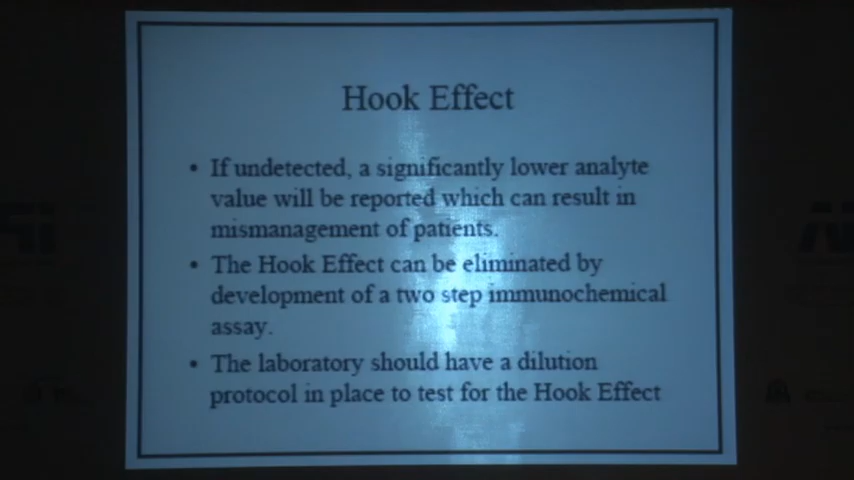 Hook Effect
• If undetected, a significantly lower analyte
value will be reported which can result in
mismanagement of patients.
• The Hook Effect can be eliminated by
development of a two step immunochemical
assay.
• The laboratory should have a dilution
protocol in place to test for the Hook Effect